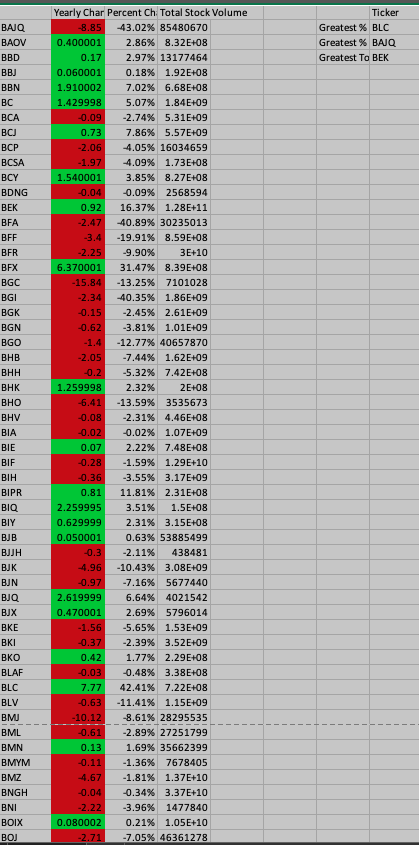 Yearly Char Percent Ch Total Stock Volume Ticker
BAJQ -8.85 -43.02% 85480670 Greatest % BLC
BAOV 0.400001 2.86% 8.32E+08 Greatest % BAJQ
BBD 0.17 2.97% 13177464 Greatest To BEK
BBJ 0.060001 0.18% 1.92E+08
BBN 1.910002 7.02% 6.68E+08
BC 1.429998 5.07% 1.84E+09
BCA -0.09 -2.74% 5.31E+09
BCJ 0.73 7.86% 5.57E+09
BCP -2.06 -4.05% 16034659
BCSA -1.97 -4.09% 1.73E+08
BCY 1.540001 3.85% 8.27E+08
BDNG -0.04 -0.09% 2568594
BEK 0.92 16.37% 1.28E+11
BFA -2.47 -40.89% 30235013
BFF -3.4 -19.91% 8.59E+08
BFR -2.25 -9.90% 3E+10
BFX 6.370001 31.47% 8.39E+08
BGC -15.84 -13.25% 7101028
BGI -2.34 -40.35% 1.86E+09
BGK -0.15 -2.45% 2.61E+09
BGN -0.62 -3.81% 1.01E+09
BGO -1.4 -12.77% 40657870
BHB -2.05 -7.44% 1.62E+09
BHH -0.2 -5.32% 7.42E+08
BHK 1.259998 2.32% 2E+08
BHO -6.41 -13.59% 3535673
BHV -0.08 -2.31% 4.46E+08
BIA -0.02 -0.02% 1.07E+09
BIE 0.07 2.22% 7.48E+08
BIF -0.28 -1.59% 1.29E+10
BIH -0.36 -3.55% 3.17E+09
BIPR 0.81 11.81% 2.31E+08
BIQ 2.259995 3.51% 1.5E+08
BIY 0.629999 2.31% 3.15E+08
BJB 0.050001 0.63% 53885499
BJJH -0.3 -2.11% 438481
BJK -4.96 -10.43% 3.08E+09
BJN -0.97 -7.16% 5677440
BJQ 2.619999 6.64% 4021542
BJX 0.470001 2.69% 5796014
BKE -1.56 -5.65% 1.53E+09
BKI -0.37 -2.39% 3.52E+09
BKO 0.42 1.77% 2.29E+08
BLAF -0.03 -0.48% 3.38E+08
BLC 7.77 42.41% 7.22E+08
BLV -0.63 -11.41% 1.15E+09
BMJ -10.12 -8.61% 28295535
BML -0.61 -2.89% 27251799
BMN 0.13 1.69% 35662399
BMYM -0.11 -1.36% 7678405
BMZ -4.67 -1.81% 1.37E+10
BNGH -0.04 -0.34% 3.37E+10
BNI -2.22 -3.96% 1477840
BOIX 0.080002 0.21% 1.05E+10
BOJ -2.71 -7.05% 46361278